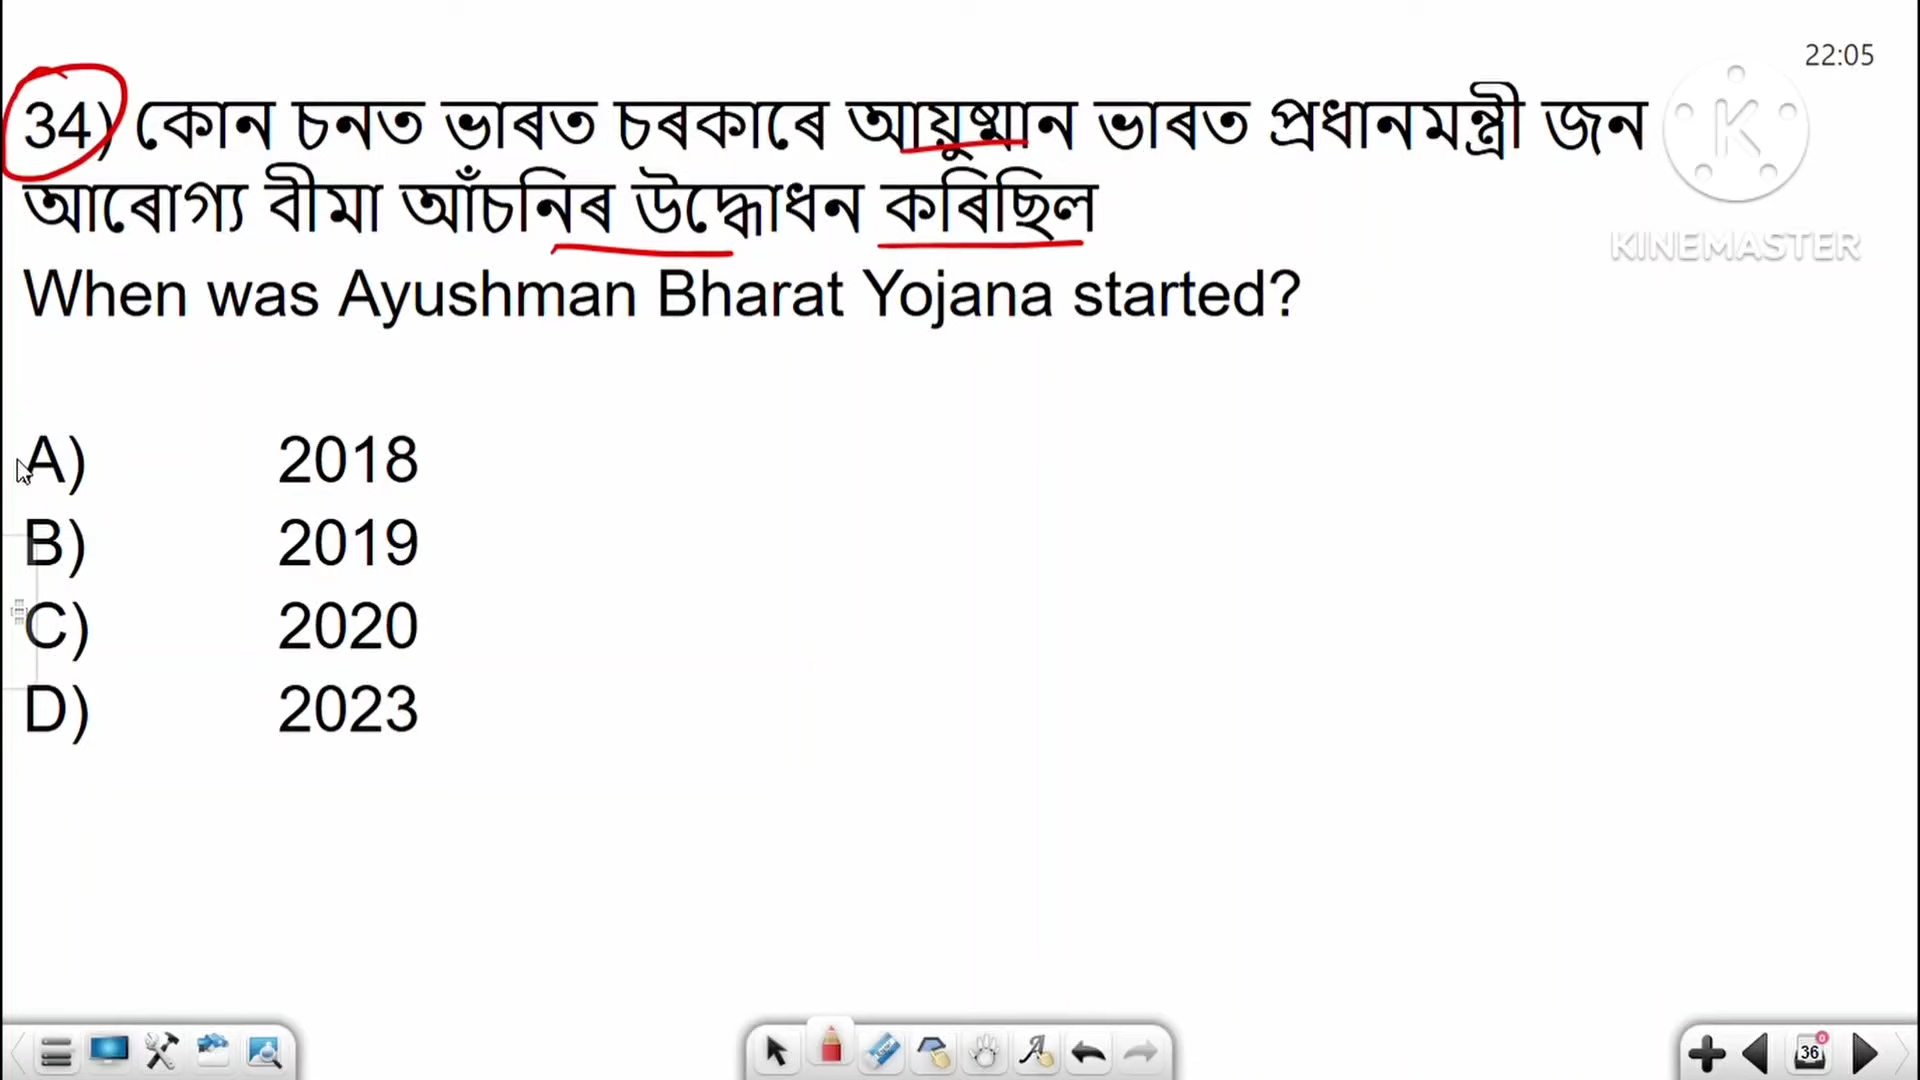 22:05
34) কোন চনত ভাৰত চৰকাৰে আয়ুষ্মান ভাৰত প্ৰধানমন্ত্ৰী জন
আৰোগ্য বীমা আঁচনিৰ উদ্ধোধন কৰিছিল
When was Ayushman Bharat Yojana started?
A) 2018
B) 2019
C) 2020
D) 2023
K
KINEMASTER
36
0